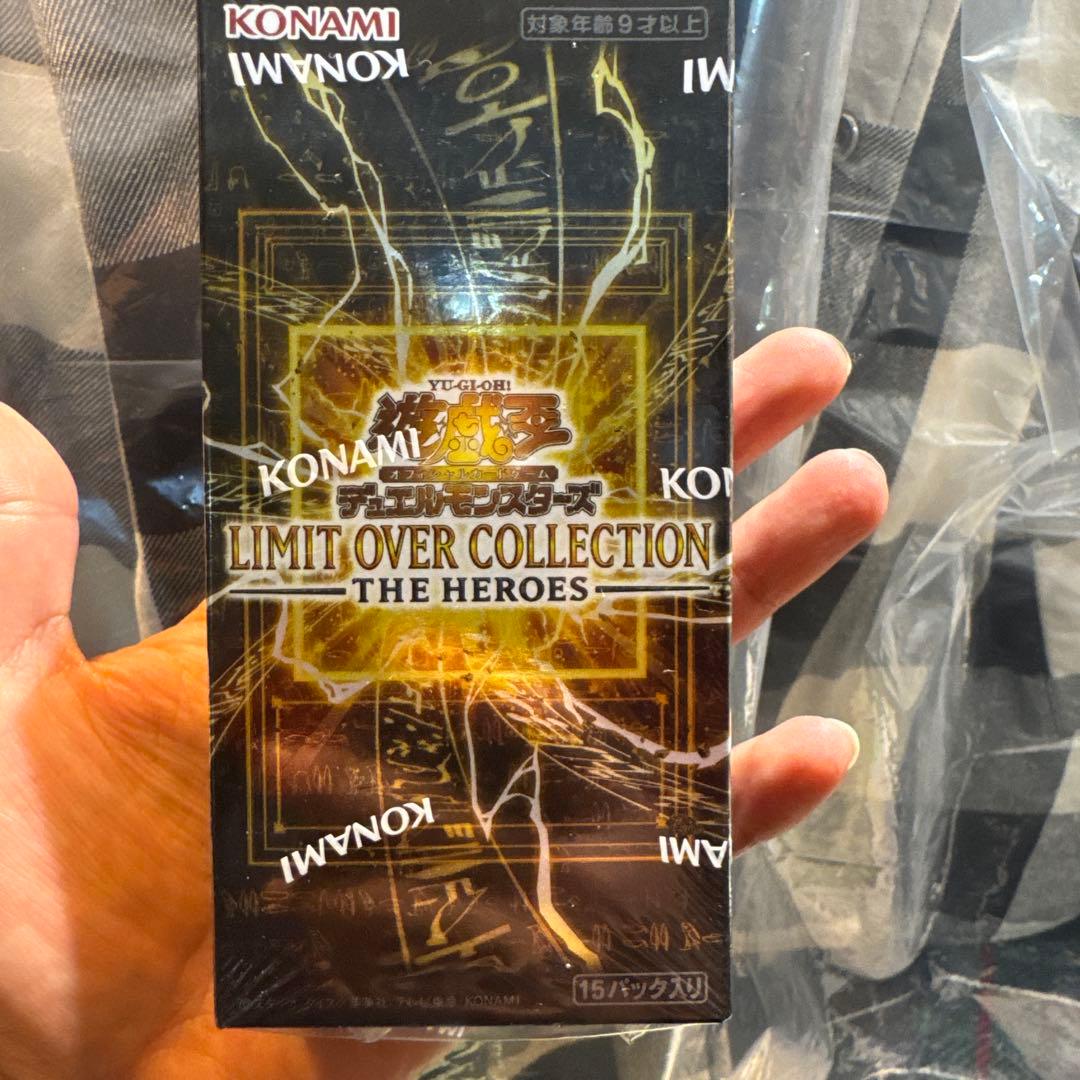 KONAMI
対象年齢9才以上
KONAMI
YU-GI-OH!
遊戯王
オフィシャルカードゲーム
デュエルモンスターズ
KONAMI
KON
LIMIT OVER COLLECTION
THE HEROES
KONAMI
15パック入り
KONAMI